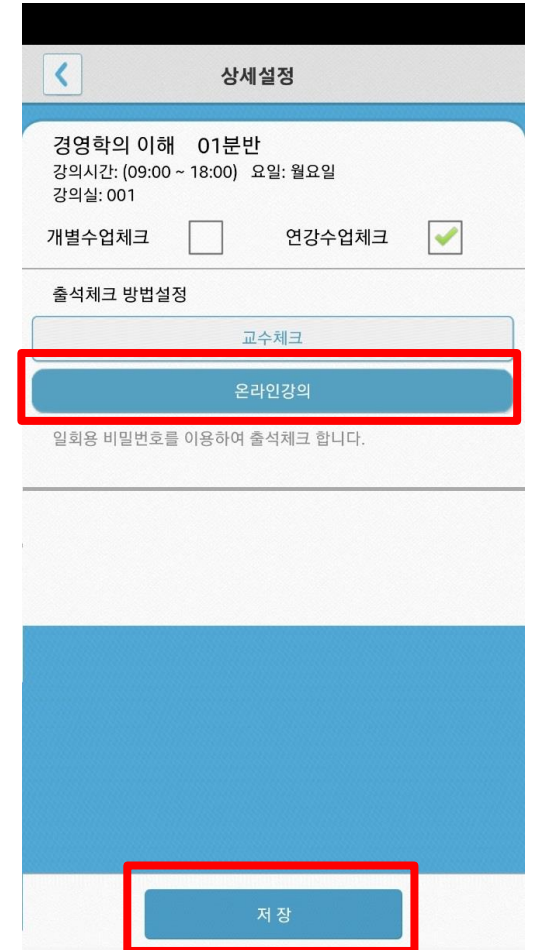 상세설정
경영학의 이해 01분반
강의시간: (09:00 ~ 18:00) 요일: 월요일
강의실: 001
개별수업체크 연강수업체크
출석체크 방법설정
교수체크
온라인강의
일회용 비밀번호를 이용하여 출석체크 합니다.
저 장